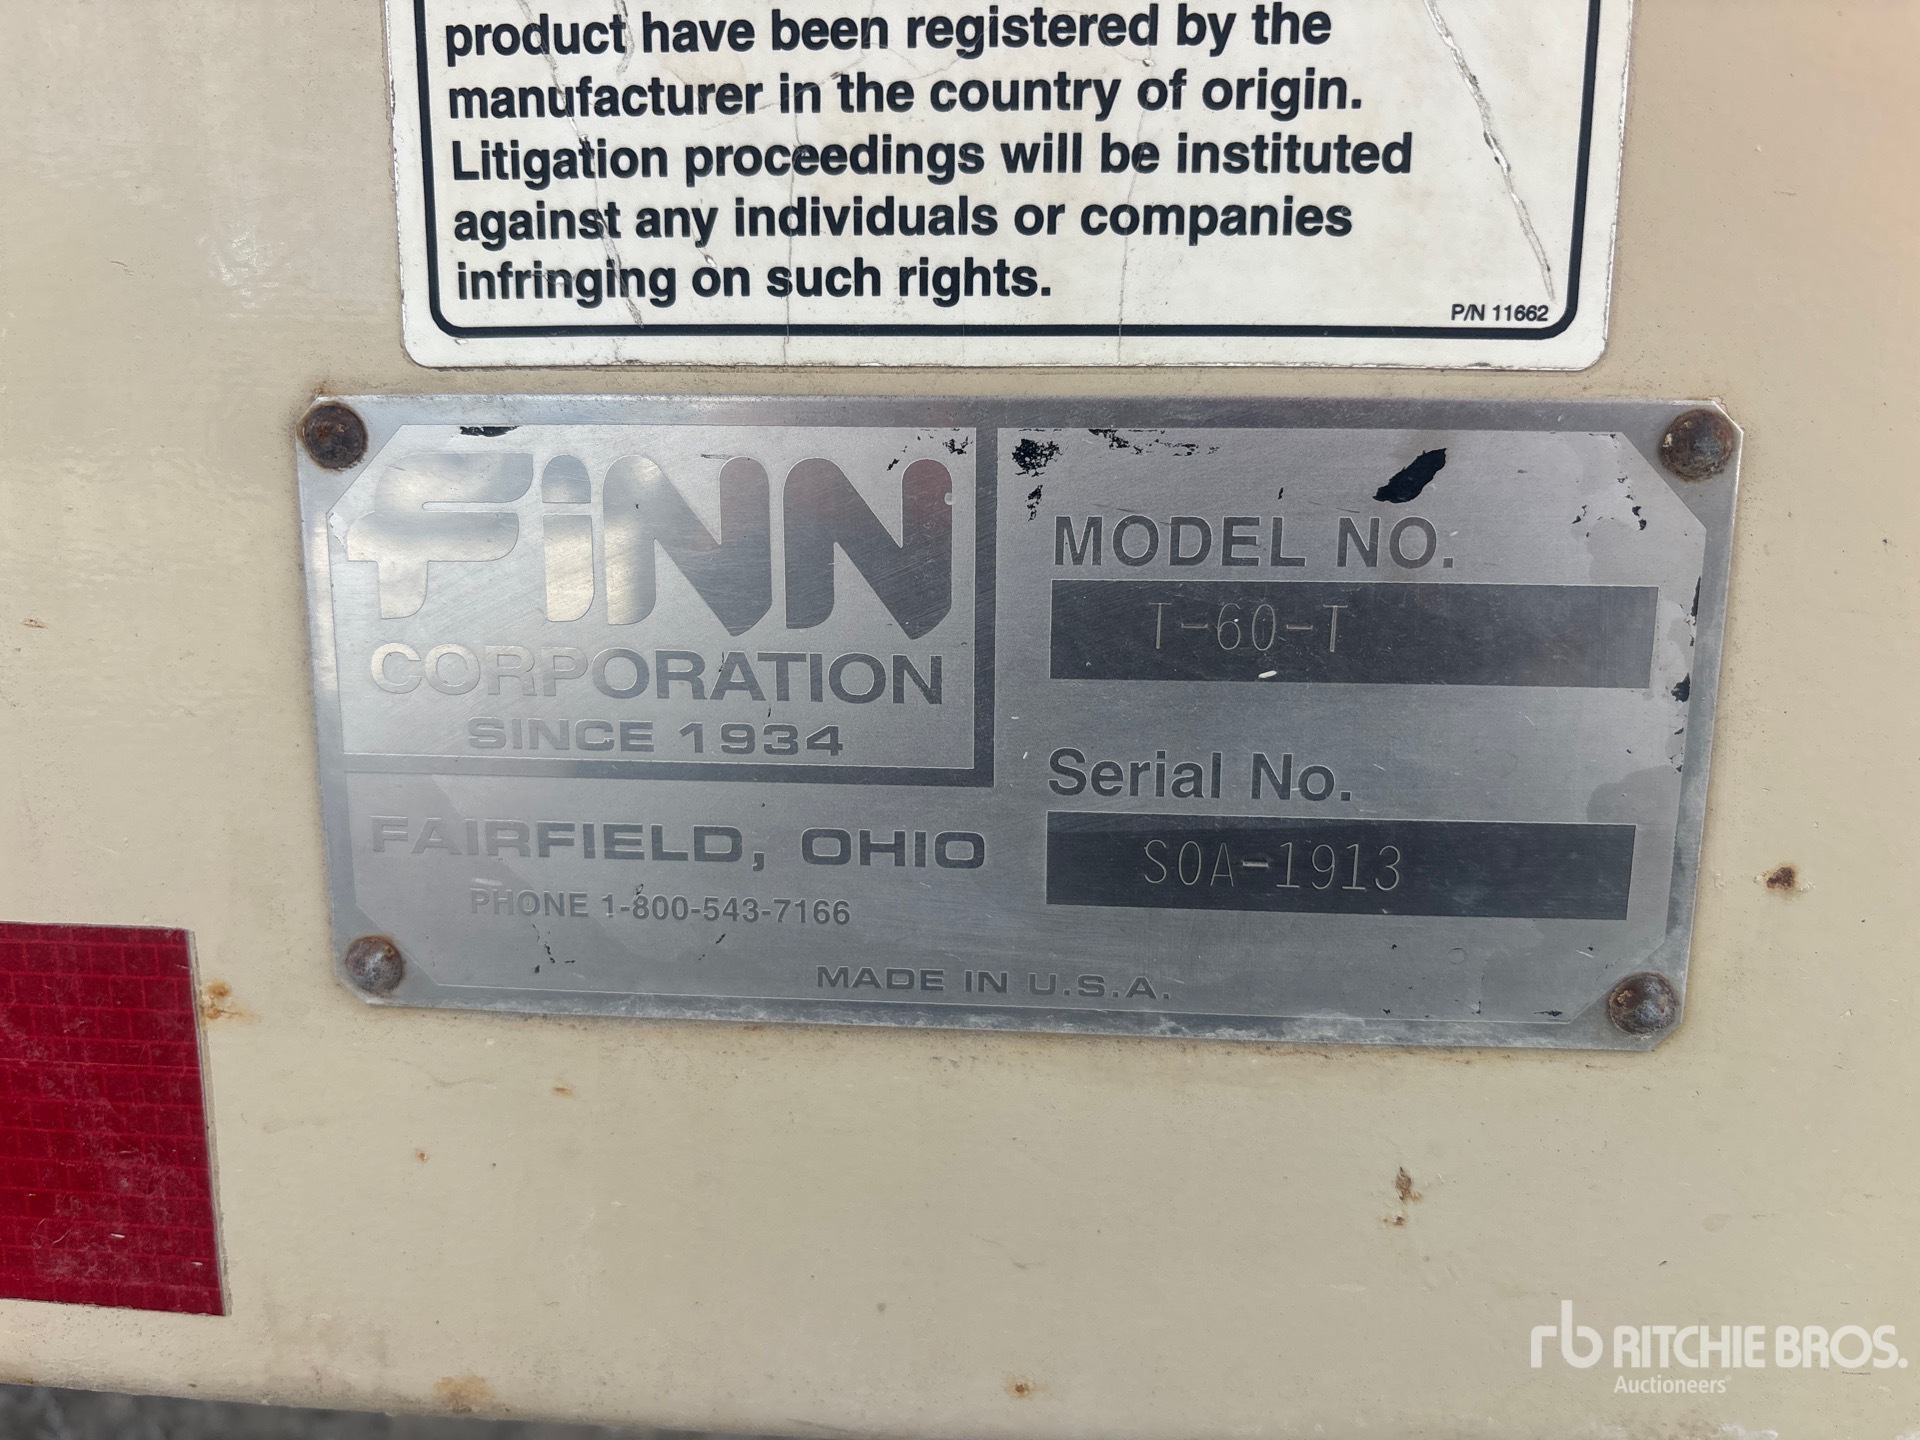 product have been registered by the
manufacturer in the country of origin.
Litigation proceedings will be instituted
against any individuals or companies
infringing on such rights.
P/N 11662
FINN
CORPORATION
SINCE 1934
FAIRFIELD, OHIO
PHONE 1-800-543-7166
MODEL NO.
T-60-T
Serial No.
SOA-1913
MADE IN U.S.A.
rb RITCHIE BROS.
Auctioneers